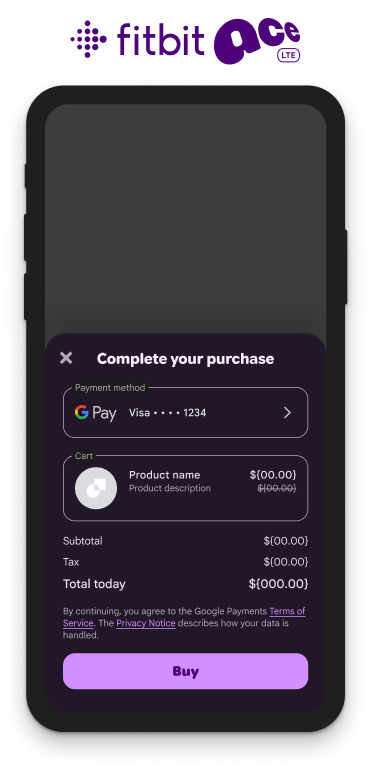 fitbit ace
LTE
Complete your purchase
Payment method
G Pay Visa •••• 1234
Cart
Product name $(00.00}
Product description ${00.00}
Subtotal ${00.00}
Tax ${00.00}
Total today ${000.00}
By continuing, you agree to the Google Payments Terms of
Service. The Privacy Notice describes how your data is
handled.
Buy